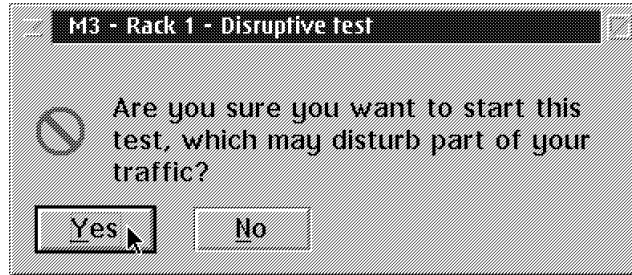 M3 - Rack 1 - Disruptive test
Are you sure you want to start this
test, which may disturb part of your
traffic?
Yes
No